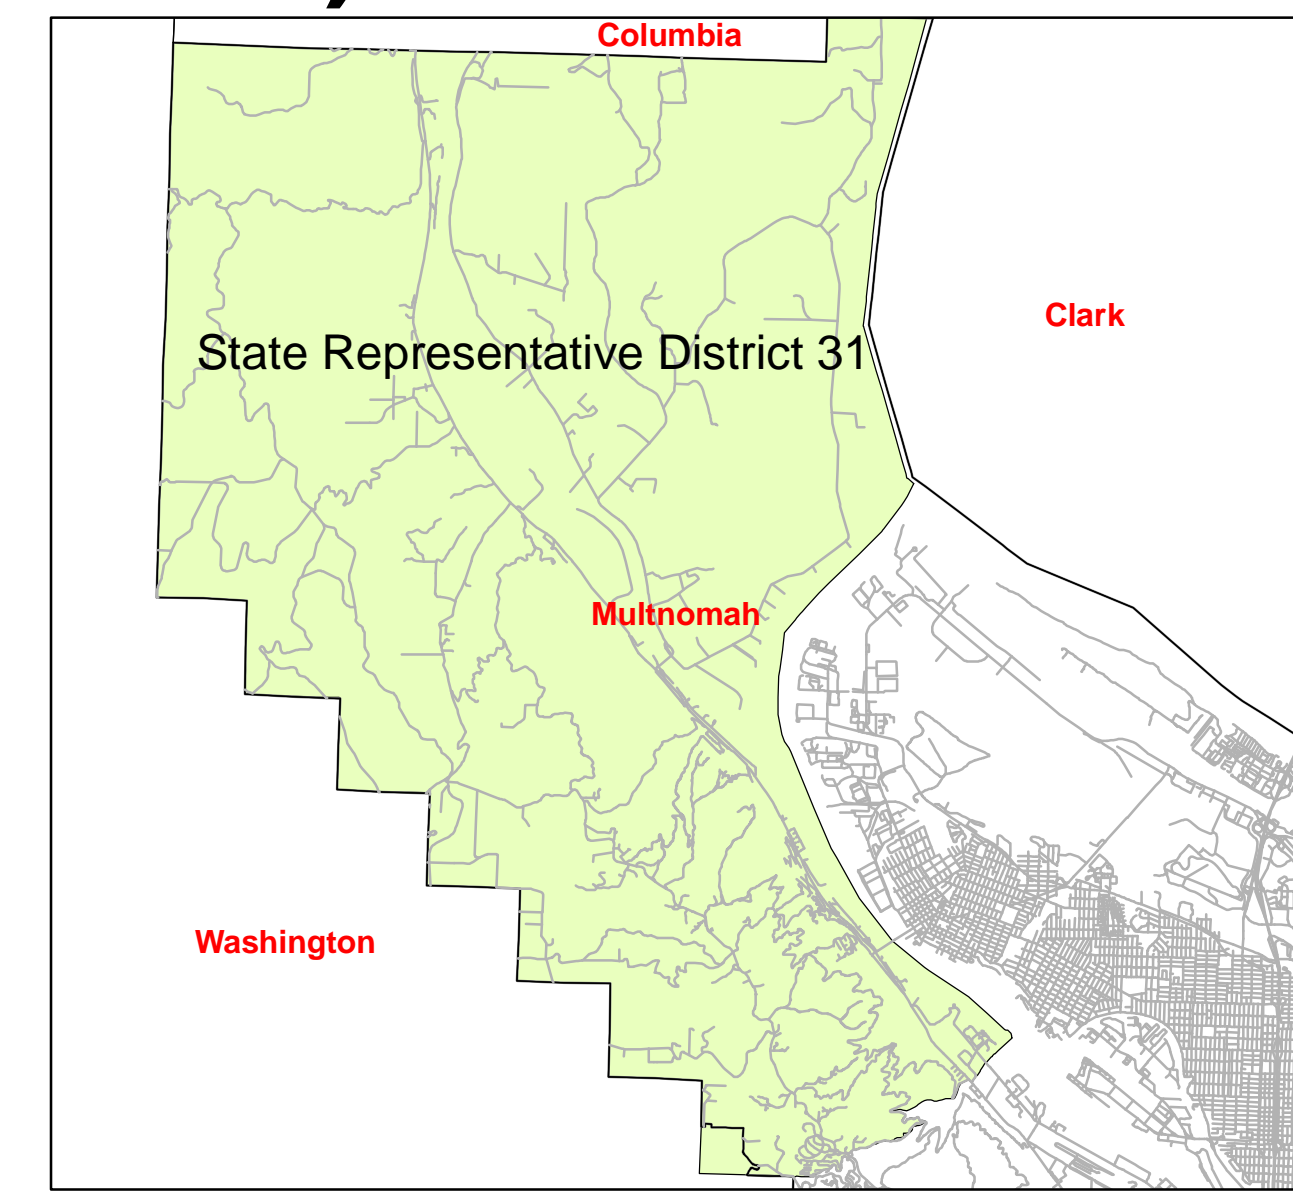 Columbia
Clark
State Representative District 31
Multnomah
Washington